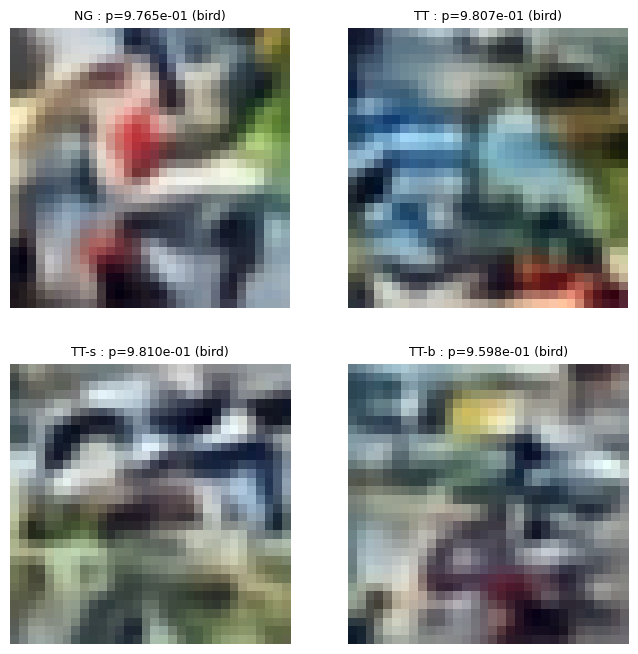 NG : p=9.765e-01 (bird)
TT : p=9.807e-01 (bird)
TT-s : p=9.810e-01 (bird)
TT-b : p=9.598e-01 (bird)